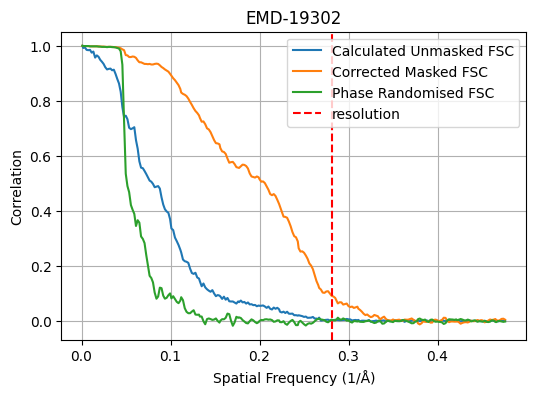 EMD-19302
1.0
0.8
0.6
0.4
0.2
0.0
Correlation
Calculated Unmasked FSC
Corrected Masked FSC
Phase Randomised FSC
resolution
0.0 0.1 0.2 0.3 0.4
Spatial Frequency (1/Å)